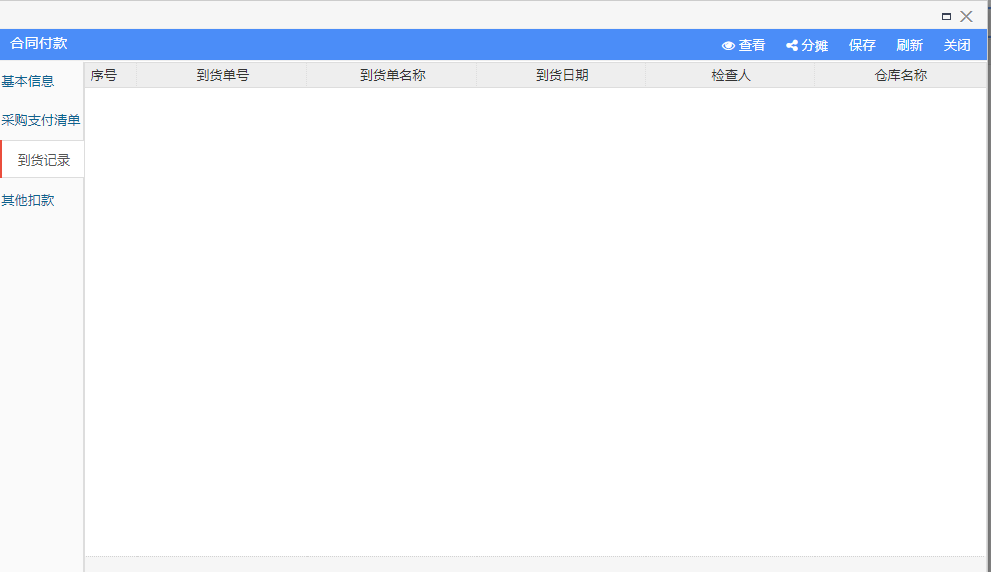 合同付款
查看 分摊 保存 刷新 关闭
基本信息
采购支付清单
到货记录
其他扣款
序号 到货单号 到货单名称 到货日期 检查人 仓库名称